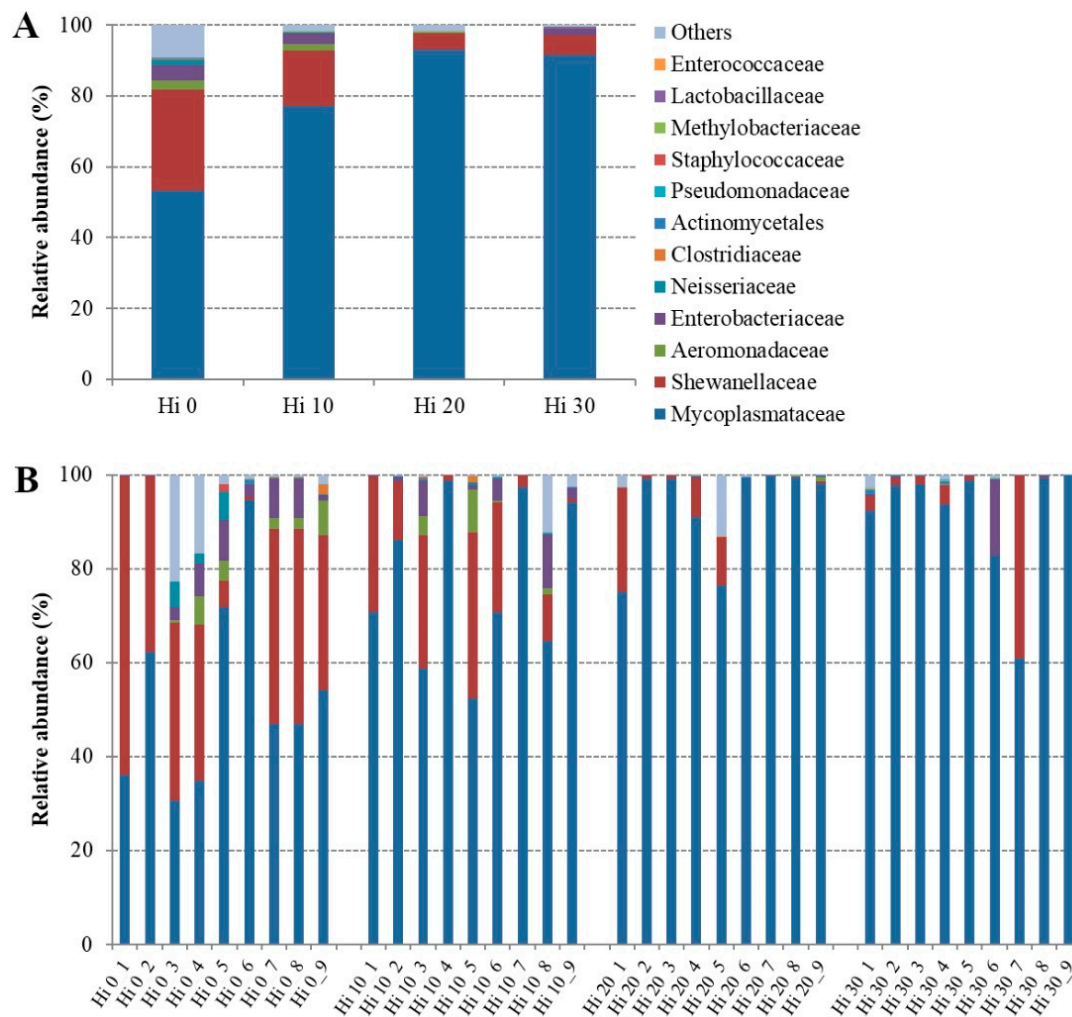 A
Relative abundance (%)
100
80
60
40
20
0
Hi 0
Hi 10
Hi 20
Hi 30
Others
Enterococcaceae
Lactobacillaceae
Methylobacteriaceae
Staphylococcaceae
Pseudomonadaceae
Actinomycetales
Clostridiaceae
Neisseriaceae
Enterobacteriaceae
Aeromonadaceae
Shewanellaceae
Mycoplasmataceae
B
Relative abundance (%)
100
80
60
40
20
0
Hi 0_1
Hi 0_2
Hi 0_3
Hi 0_4
Hi 0_5
Hi 0_6
Hi 0_7
Hi 0_8
Hi 0_9
Hi 10_1
Hi 10_2
Hi 10_3
Hi 10_4
Hi 10_5
Hi 10_6
Hi 10_7
Hi 10_8
Hi 10_9
Hi 20_1
Hi 20_2
Hi 20_3
Hi 20_4
Hi 20_5
Hi 20_6
Hi 20_7
Hi 20_8
Hi 20_9
Hi 30_1
Hi 30_2
Hi 30_3
Hi 30_4
Hi 30_5
Hi 30_6
Hi 30_7
Hi 30_8
Hi 30_9